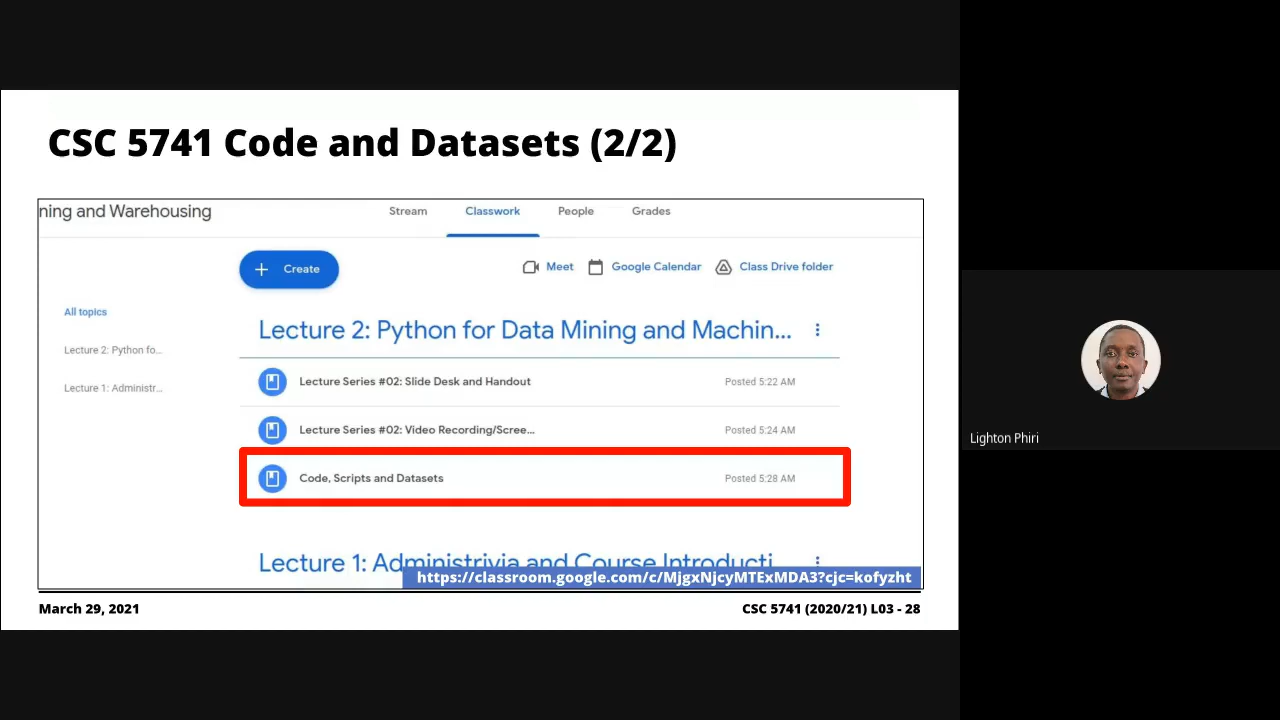 CSC 5741 Code and Datasets (2/2)
ning and Warehousing
Stream Classwork People Grades
Create
Meet Google Calendar Class Drive folder
All topics
Lecture 2: Python fo...
Lecture 1: Administr...
Lecture 2: Python for Data Mining and Machin...
Lecture Series #02: Slide Desk and Handout Posted 5:22 AM
Lecture Series #02: Video Recording/Scree... Posted 5:24 AM
Code, Scripts and Datasets Posted 5:28 AM
Lecture 1: Administrivia and Course Introducti
https://classroom.google.com/c/MjgxNjcyMTExMDA3?cjc=kofyzht
March 29, 2021
CSC 5741 (2020/21) L03 - 28
Lighton Phiri